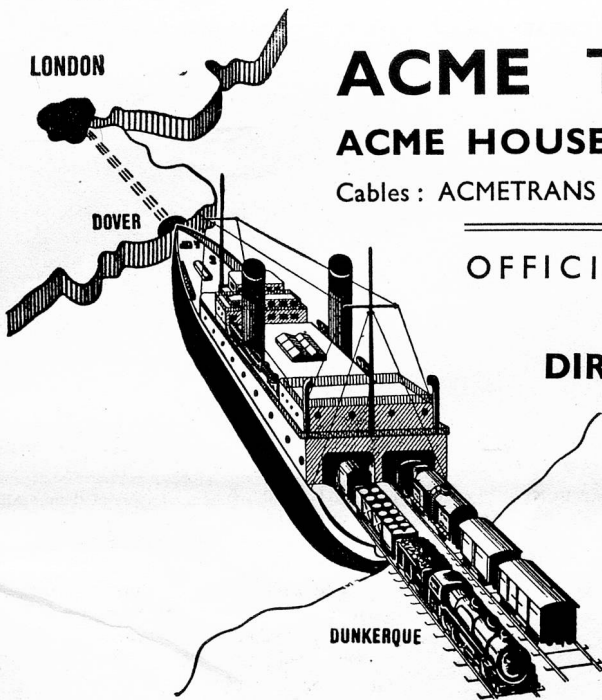 LONDON
ACME
ACME HOUSE
Cables : ACMETRANS
DOVER
OFFICI
DIR
DUNKERQUE